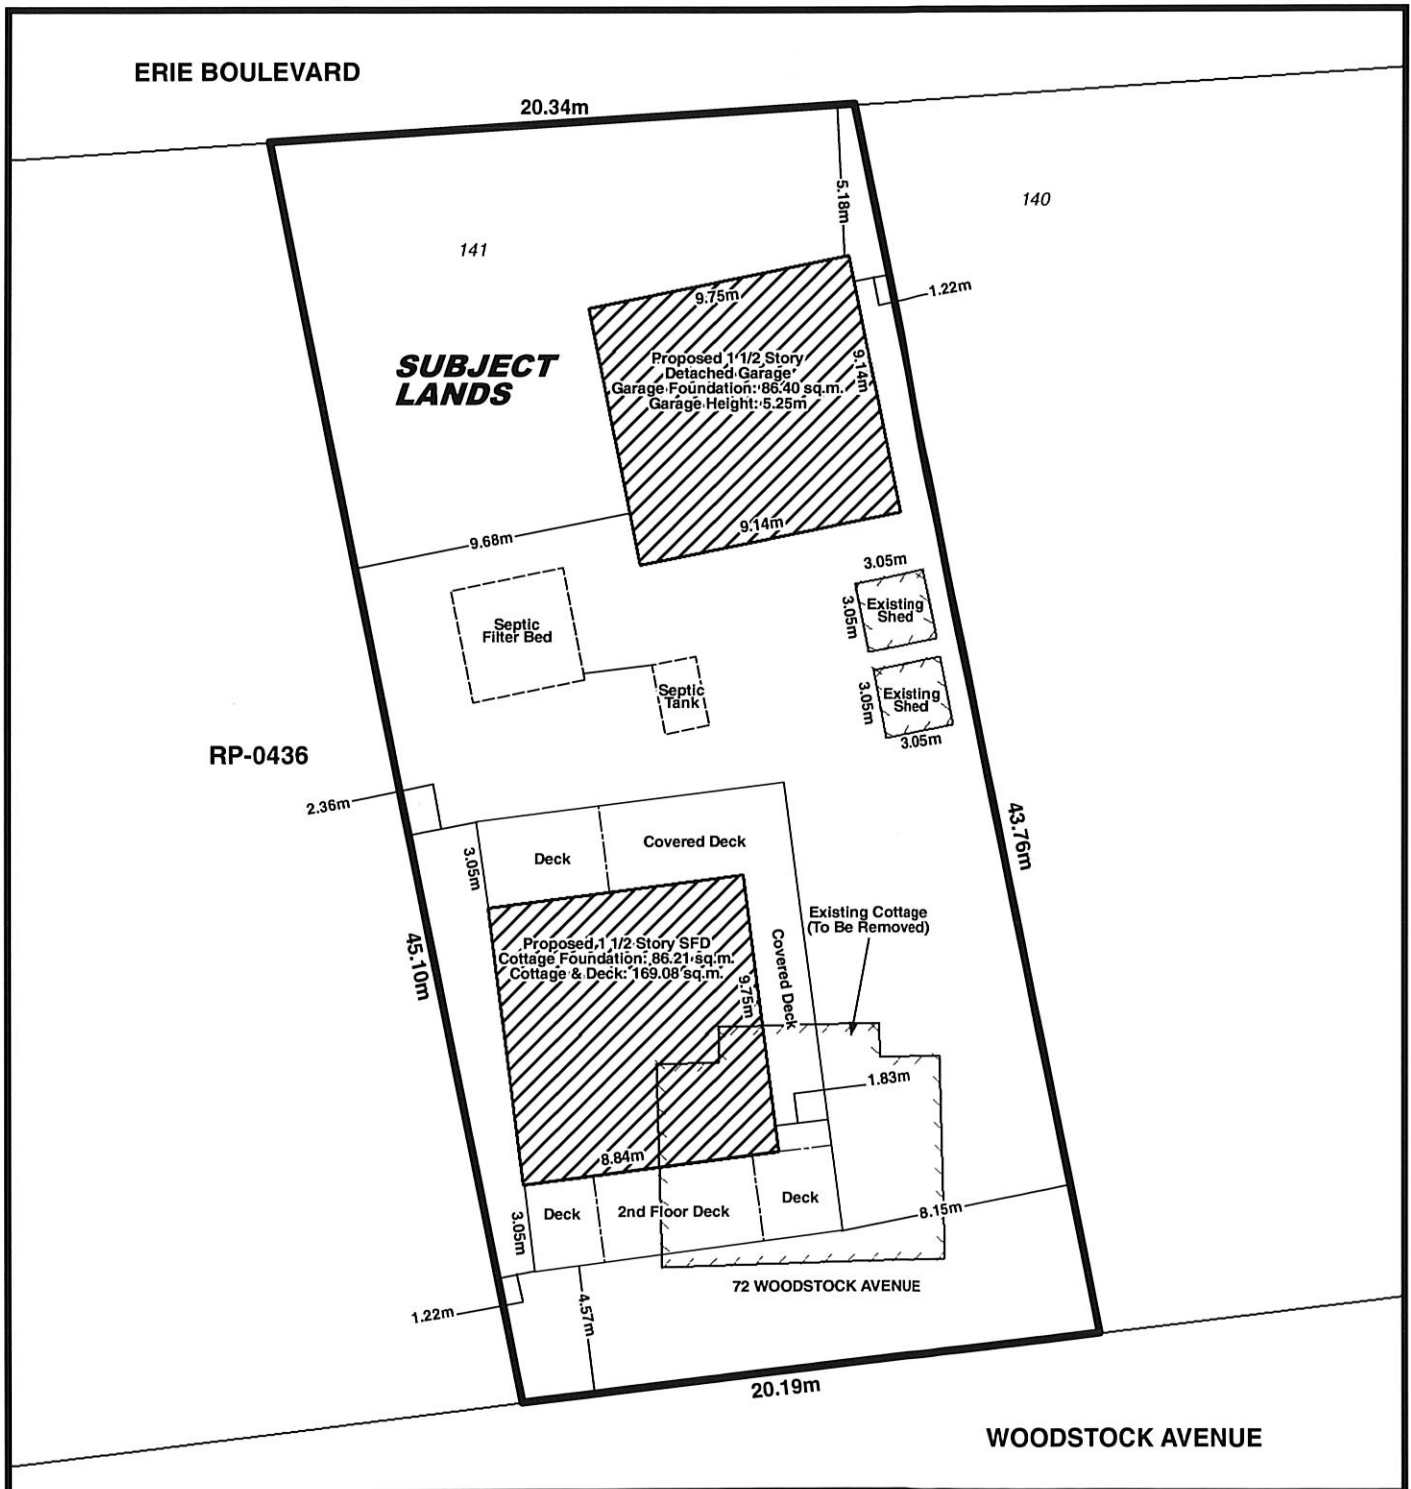 ERIE BOULEVARD
20.34m
5.18m
140
141
1.22m
9.75m
SUBJECT
LANDS
Proposed 1 1/2 Story
Detached Garage
Garage Foundation: 86.40 sq.m.
Garage Height: 5.25m
9.14m
9.14m
9.68m
3.05m
3.05m
Existing
Shed
Septic
Filter Bed
Septic
Tank
3.05m
Existing
Shed
3.05m
RP-0436
2.36m
43.76m
3.05m
Deck
Covered Deck
Existing Cottage
(To Be Removed)
45.10m
Proposed 1 1/2 Story SFD
Cottage Foundation: 86.21 sq.m.
Cottage & Deck: 169.08 sq.m.
9.75m
Covered Deck
1.83m
8.84m
3.05m
Deck
2nd Floor Deck
Deck
8.15m
72 WOODSTOCK AVENUE
1.22m
4.57m
20.19m
WOODSTOCK AVENUE